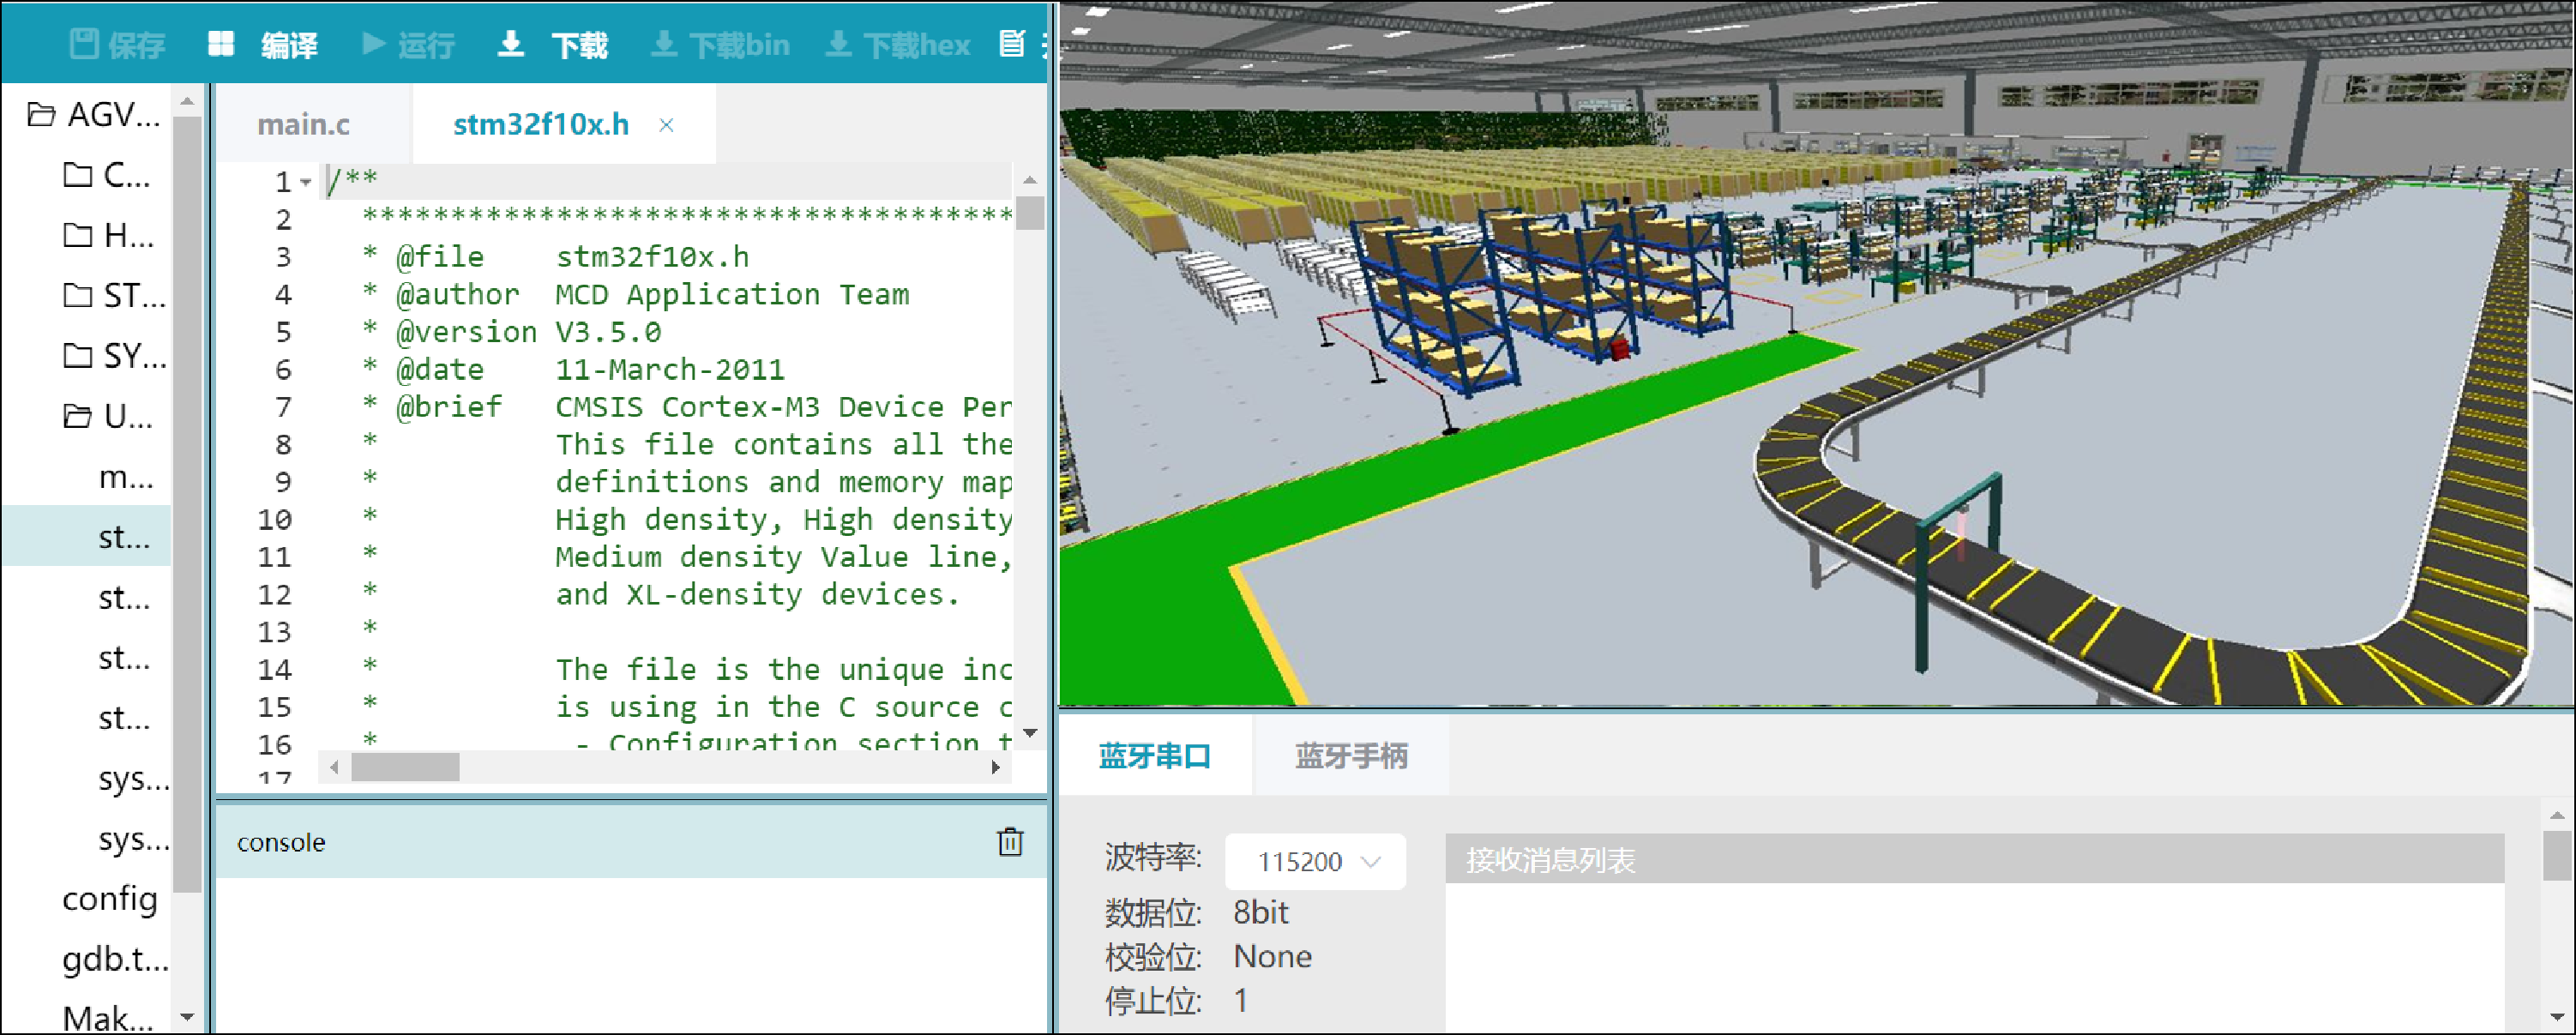 保存 编译 运行 下载 下载bin 下载hex
AGV...
C...
H...
ST...
SY...
U...
m...
st...
st...
st...
st...
sys...
sys...
config
gdb.t...
Mak...
main.c stm32f10x.h ×
1 /**
2 *************************************
3 * @file stm32f10x.h
4 * @author MCD Application Team
5 * @version V3.5.0
6 * @date 11-March-2011
7 * @brief CMSIS Cortex-M3 Device Per
8 * This file contains all the
9 * definitions and memory map
10 * High density, High density
11 * Medium density Value line,
12 * and XL-density devices.
13 *
14 * The file is the unique inc
15 * is using in the C source c
16 * - Configuration section t
17
console
蓝牙串口 蓝牙手柄
波特率: 115200
数据位: 8bit
校验位: None
停止位: 1
接收消息列表